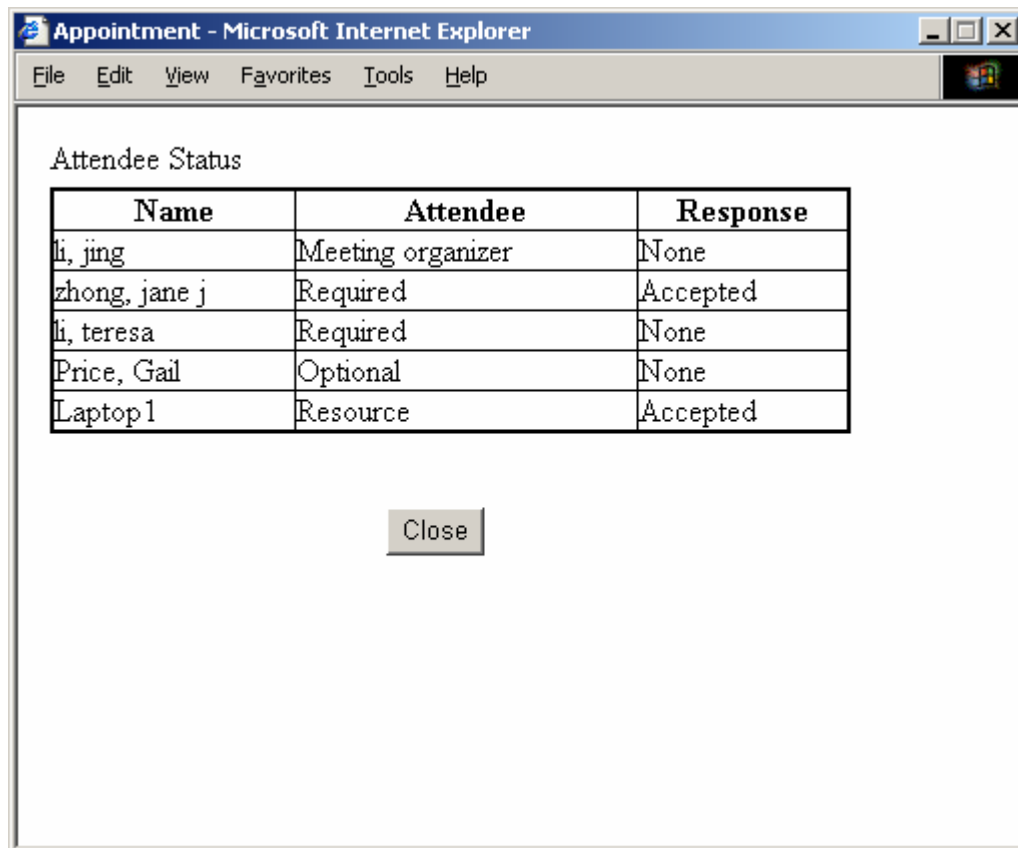 Appointment - Microsoft Internet Explorer
File Edit View Favorites Tools Help
Attendee Status
Name Attendee Response
li, jing Meeting organizer None
zhong, jane j Required Accepted
li, teresa Required None
Price, Gail Optional None
Laptop1 Resource Accepted
Close